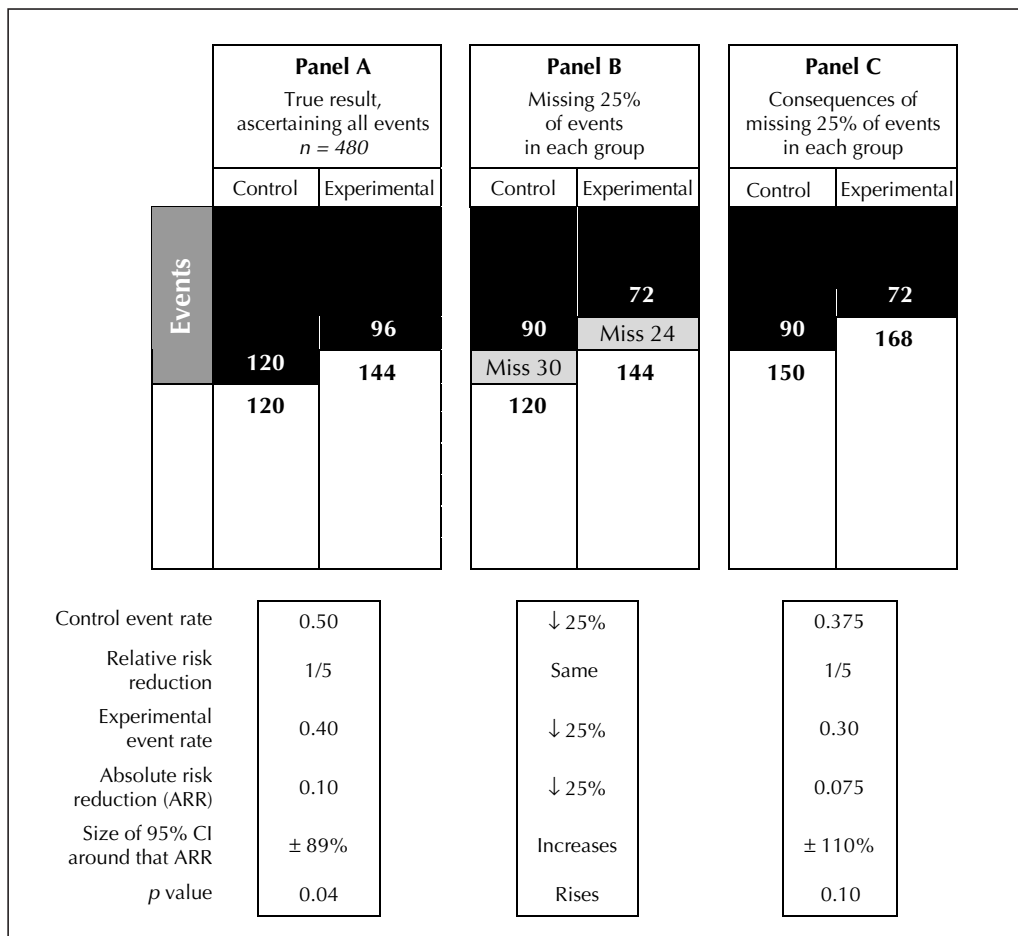 Panel A
True result,
ascertaining all events
n = 480
Control Experimental
Panel B
Missing 25%
of events
in each group
Control Experimental
Panel C
Consequences of
missing 25% of events
in each group
Control Experimental
Events
96
120
144
120
72
90
Miss 24
Miss 30
144
120
72
90
168
150
Control event rate 0.50 ↓ 25% 0.375
Relative risk
reduction 1/5 Same 1/5
Experimental
event rate 0.40 ↓ 25% 0.30
Absolute risk
reduction (ARR) 0.10 ↓ 25% 0.075
Size of 95% CI
around that ARR ± 89% Increases ± 110%
p value 0.04 Rises 0.10